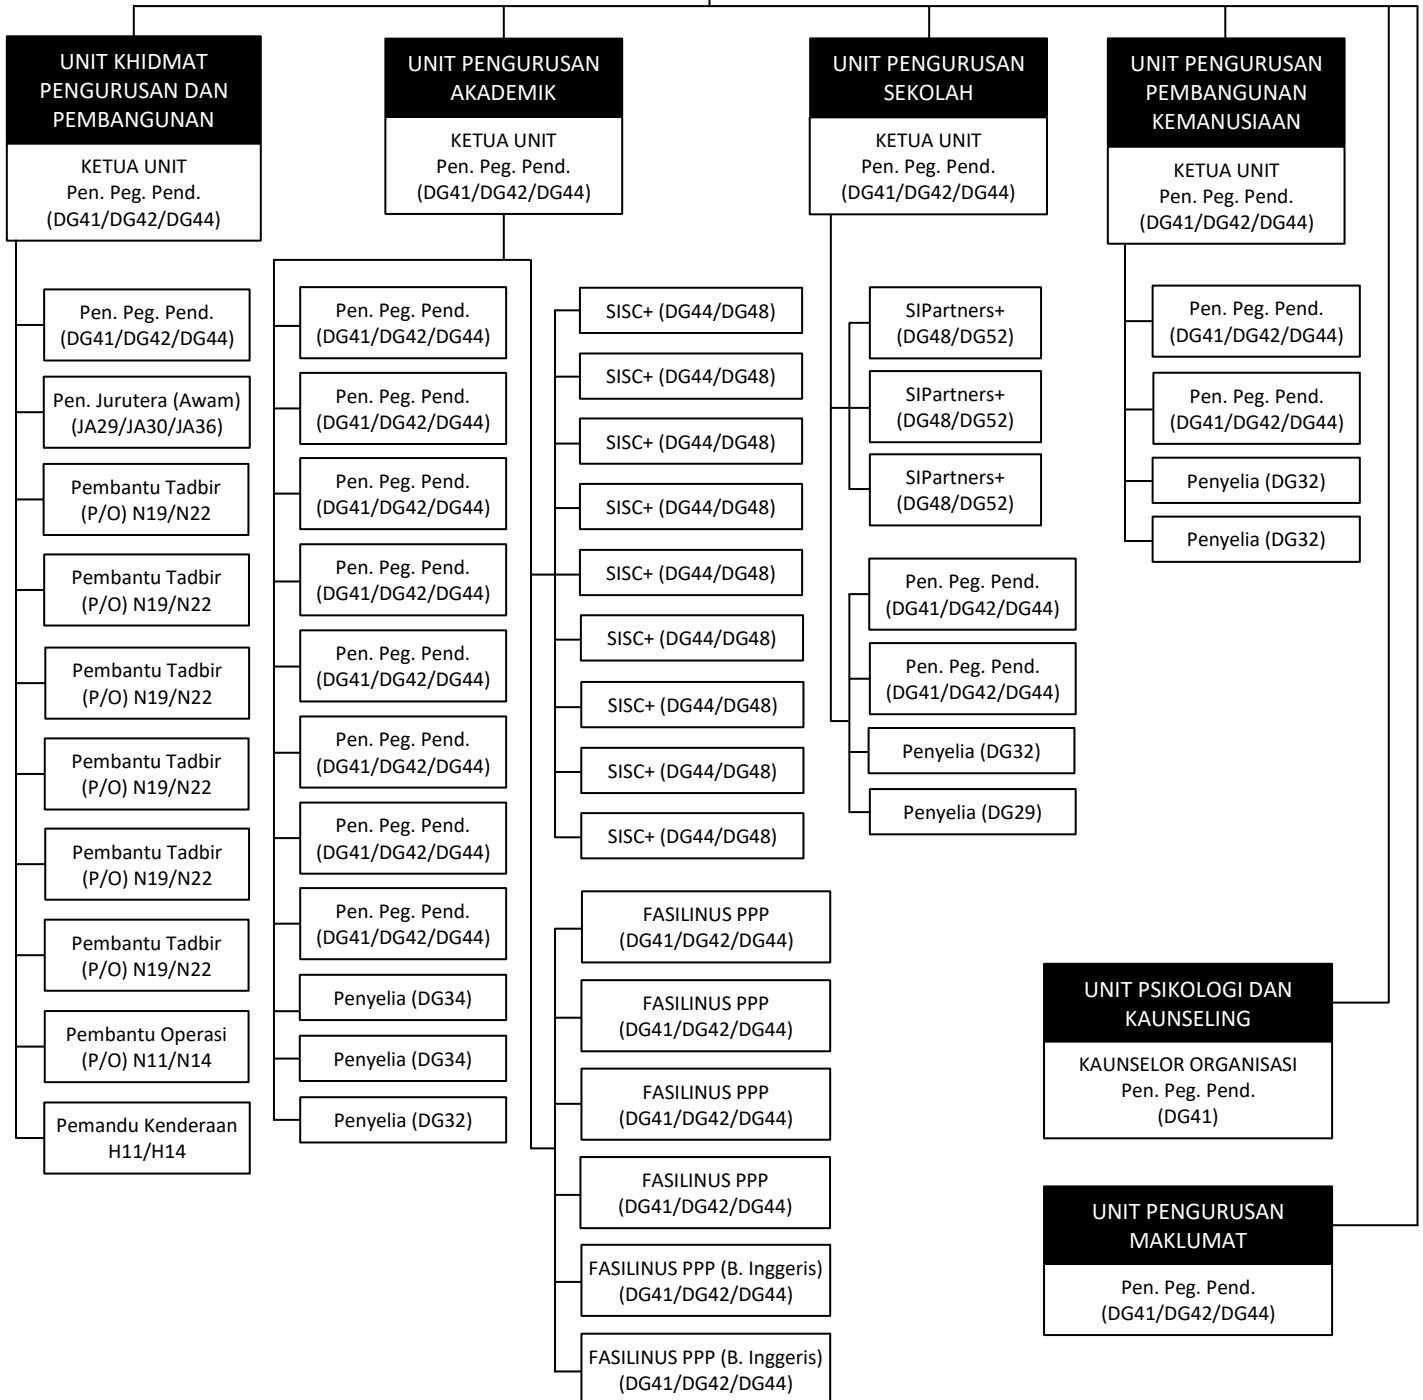 UNIT KHIDMAT
PENGURUSAN DAN
PEMBANGUNAN
KETUA UNIT
Pen. Peg. Pend.
(DG41/DG42/DG44)
Pen. Peg. Pend.
(DG41/DG42/DG44)
Pen. Jurutera (Awam)
(JA29/JA30/JA36)
Pembantu Tadbir
(P/O) N19/N22
Pembantu Tadbir
(P/O) N19/N22
Pembantu Tadbir
(P/O) N19/N22
Pembantu Tadbir
(P/O) N19/N22
Pembantu Tadbir
(P/O) N19/N22
Pembantu Tadbir
(P/O) N19/N22
Pembantu Operasi
(P/O) N11/N14
Pemandu Kenderaan
H11/H14
UNIT PENGURUSAN
AKADEMIK
KETUA UNIT
Pen. Peg. Pend.
(DG41/DG42/DG44)
Pen. Peg. Pend.
(DG41/DG42/DG44)
Pen. Peg. Pend.
(DG41/DG42/DG44)
Pen. Peg. Pend.
(DG41/DG42/DG44)
Pen. Peg. Pend.
(DG41/DG42/DG44)
Pen. Peg. Pend.
(DG41/DG42/DG44)
Pen. Peg. Pend.
(DG41/DG42/DG44)
Pen. Peg. Pend.
(DG41/DG42/DG44)
Pen. Peg. Pend.
(DG41/DG42/DG44)
Penyelia (DG34)
Penyelia (DG34)
Penyelia (DG32)
SISC+ (DG44/DG48)
SISC+ (DG44/DG48)
SISC+ (DG44/DG48)
SISC+ (DG44/DG48)
SISC+ (DG44/DG48)
SISC+ (DG44/DG48)
SISC+ (DG44/DG48)
SISC+ (DG44/DG48)
SISC+ (DG44/DG48)
FASILINUS PPP
(DG41/DG42/DG44)
FASILINUS PPP
(DG41/DG42/DG44)
FASILINUS PPP
(DG41/DG42/DG44)
FASILINUS PPP
(DG41/DG42/DG44)
FASILINUS PPP (B. Inggeris)
(DG41/DG42/DG44)
FASILINUS PPP (B. Inggeris)
(DG41/DG42/DG44)
UNIT PENGURUSAN
SEKOLAH
KETUA UNIT
Pen. Peg. Pend.
(DG41/DG42/DG44)
SIPartners+
(DG48/DG52)
SIPartners+
(DG48/DG52)
SIPartners+
(DG48/DG52)
Pen. Peg. Pend.
(DG41/DG42/DG44)
Pen. Peg. Pend.
(DG41/DG42/DG44)
Penyelia (DG32)
Penyelia (DG29)
UNIT PENGURUSAN
PEMBANGUNAN
KEMANUSIAAN
KETUA UNIT
Pen. Peg. Pend.
(DG41/DG42/DG44)
Pen. Peg. Pend.
(DG41/DG42/DG44)
Pen. Peg. Pend.
(DG41/DG42/DG44)
Penyelia (DG32)
Penyelia (DG32)
UNIT PSIKOLOGI DAN
KAUNSELING
KAUNSELOR ORGANISASI
Pen. Peg. Pend.
(DG41)
UNIT PENGURUSAN
MAKLUMAT
Pen. Peg. Pend.
(DG41/DG42/DG44)